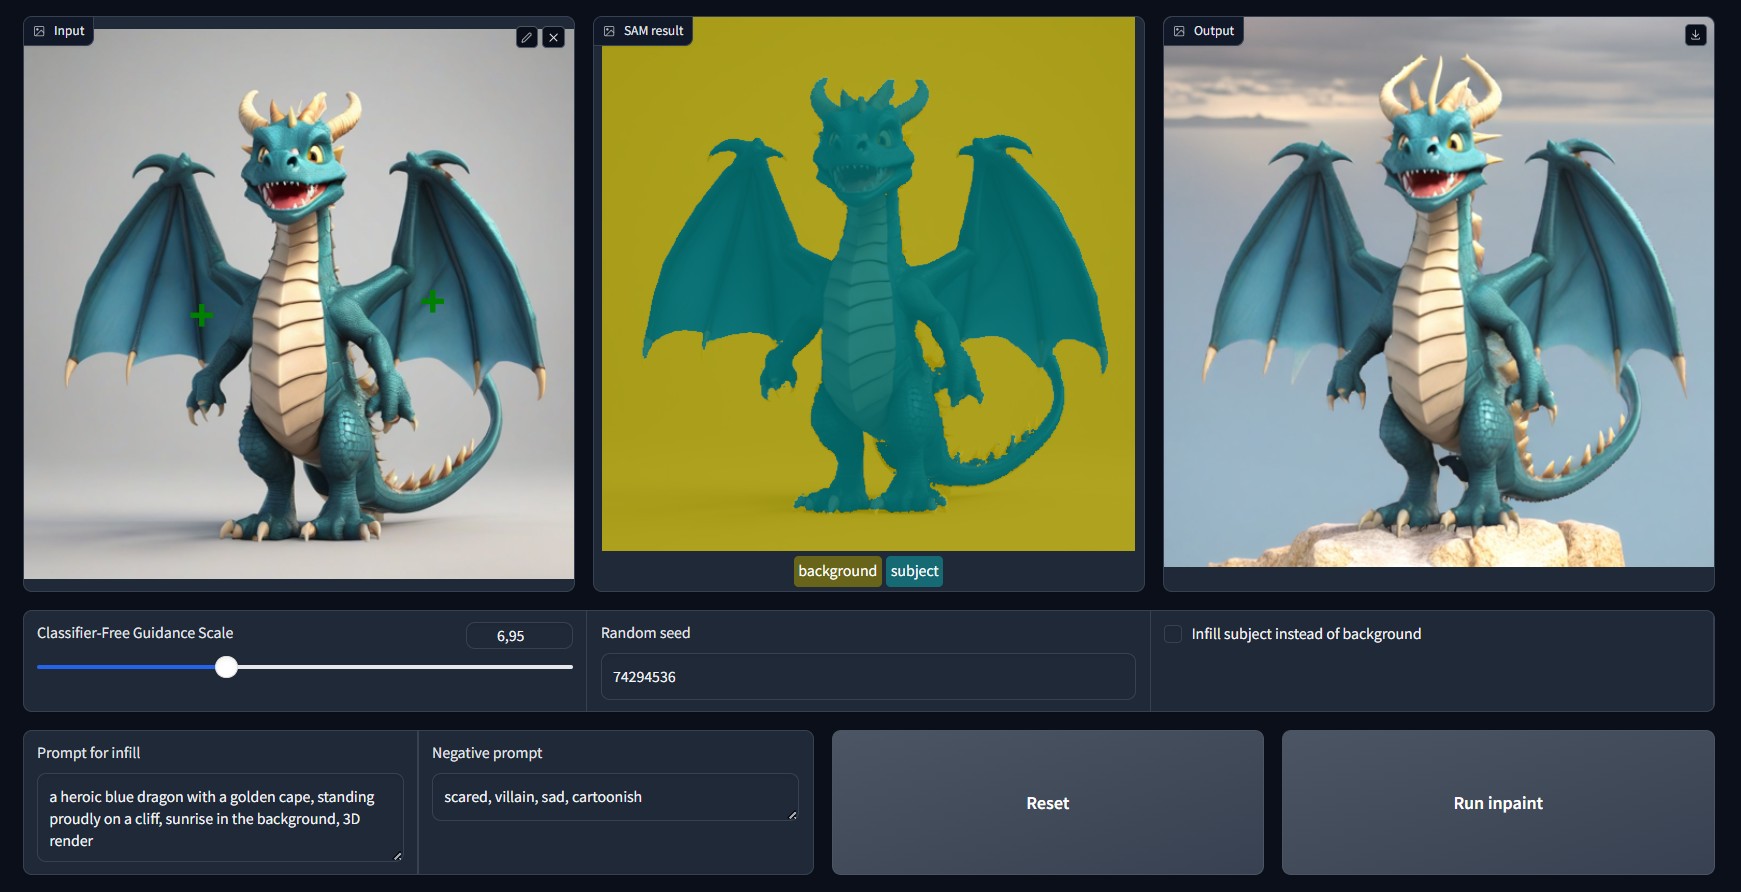 Input
SAM result
Output
background
subject
Classifier-Free Guidance Scale
6,95
Random seed
74294536
Infill subject instead of background
Prompt for infill
a heroic blue dragon with a golden cape, standing
proudly on a cliff, sunrise in the background, 3D
render
Negative prompt
scared, villain, sad, cartoonish
Reset
Run inpaint